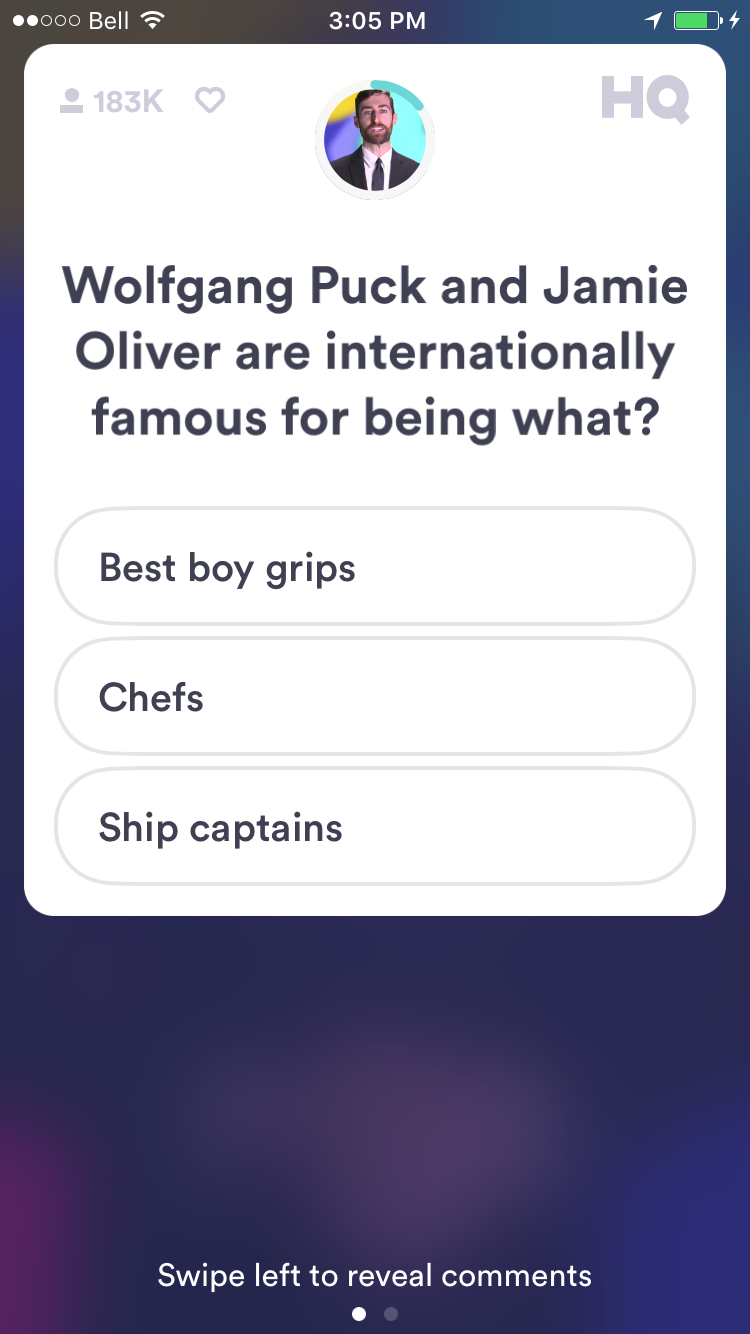 Bell 3:05 PM
183K HQ
Wolfgang Puck and Jamie
Oliver are internationally
famous for being what?
Best boy grips
Chefs
Ship captains
Swipe left to reveal comments